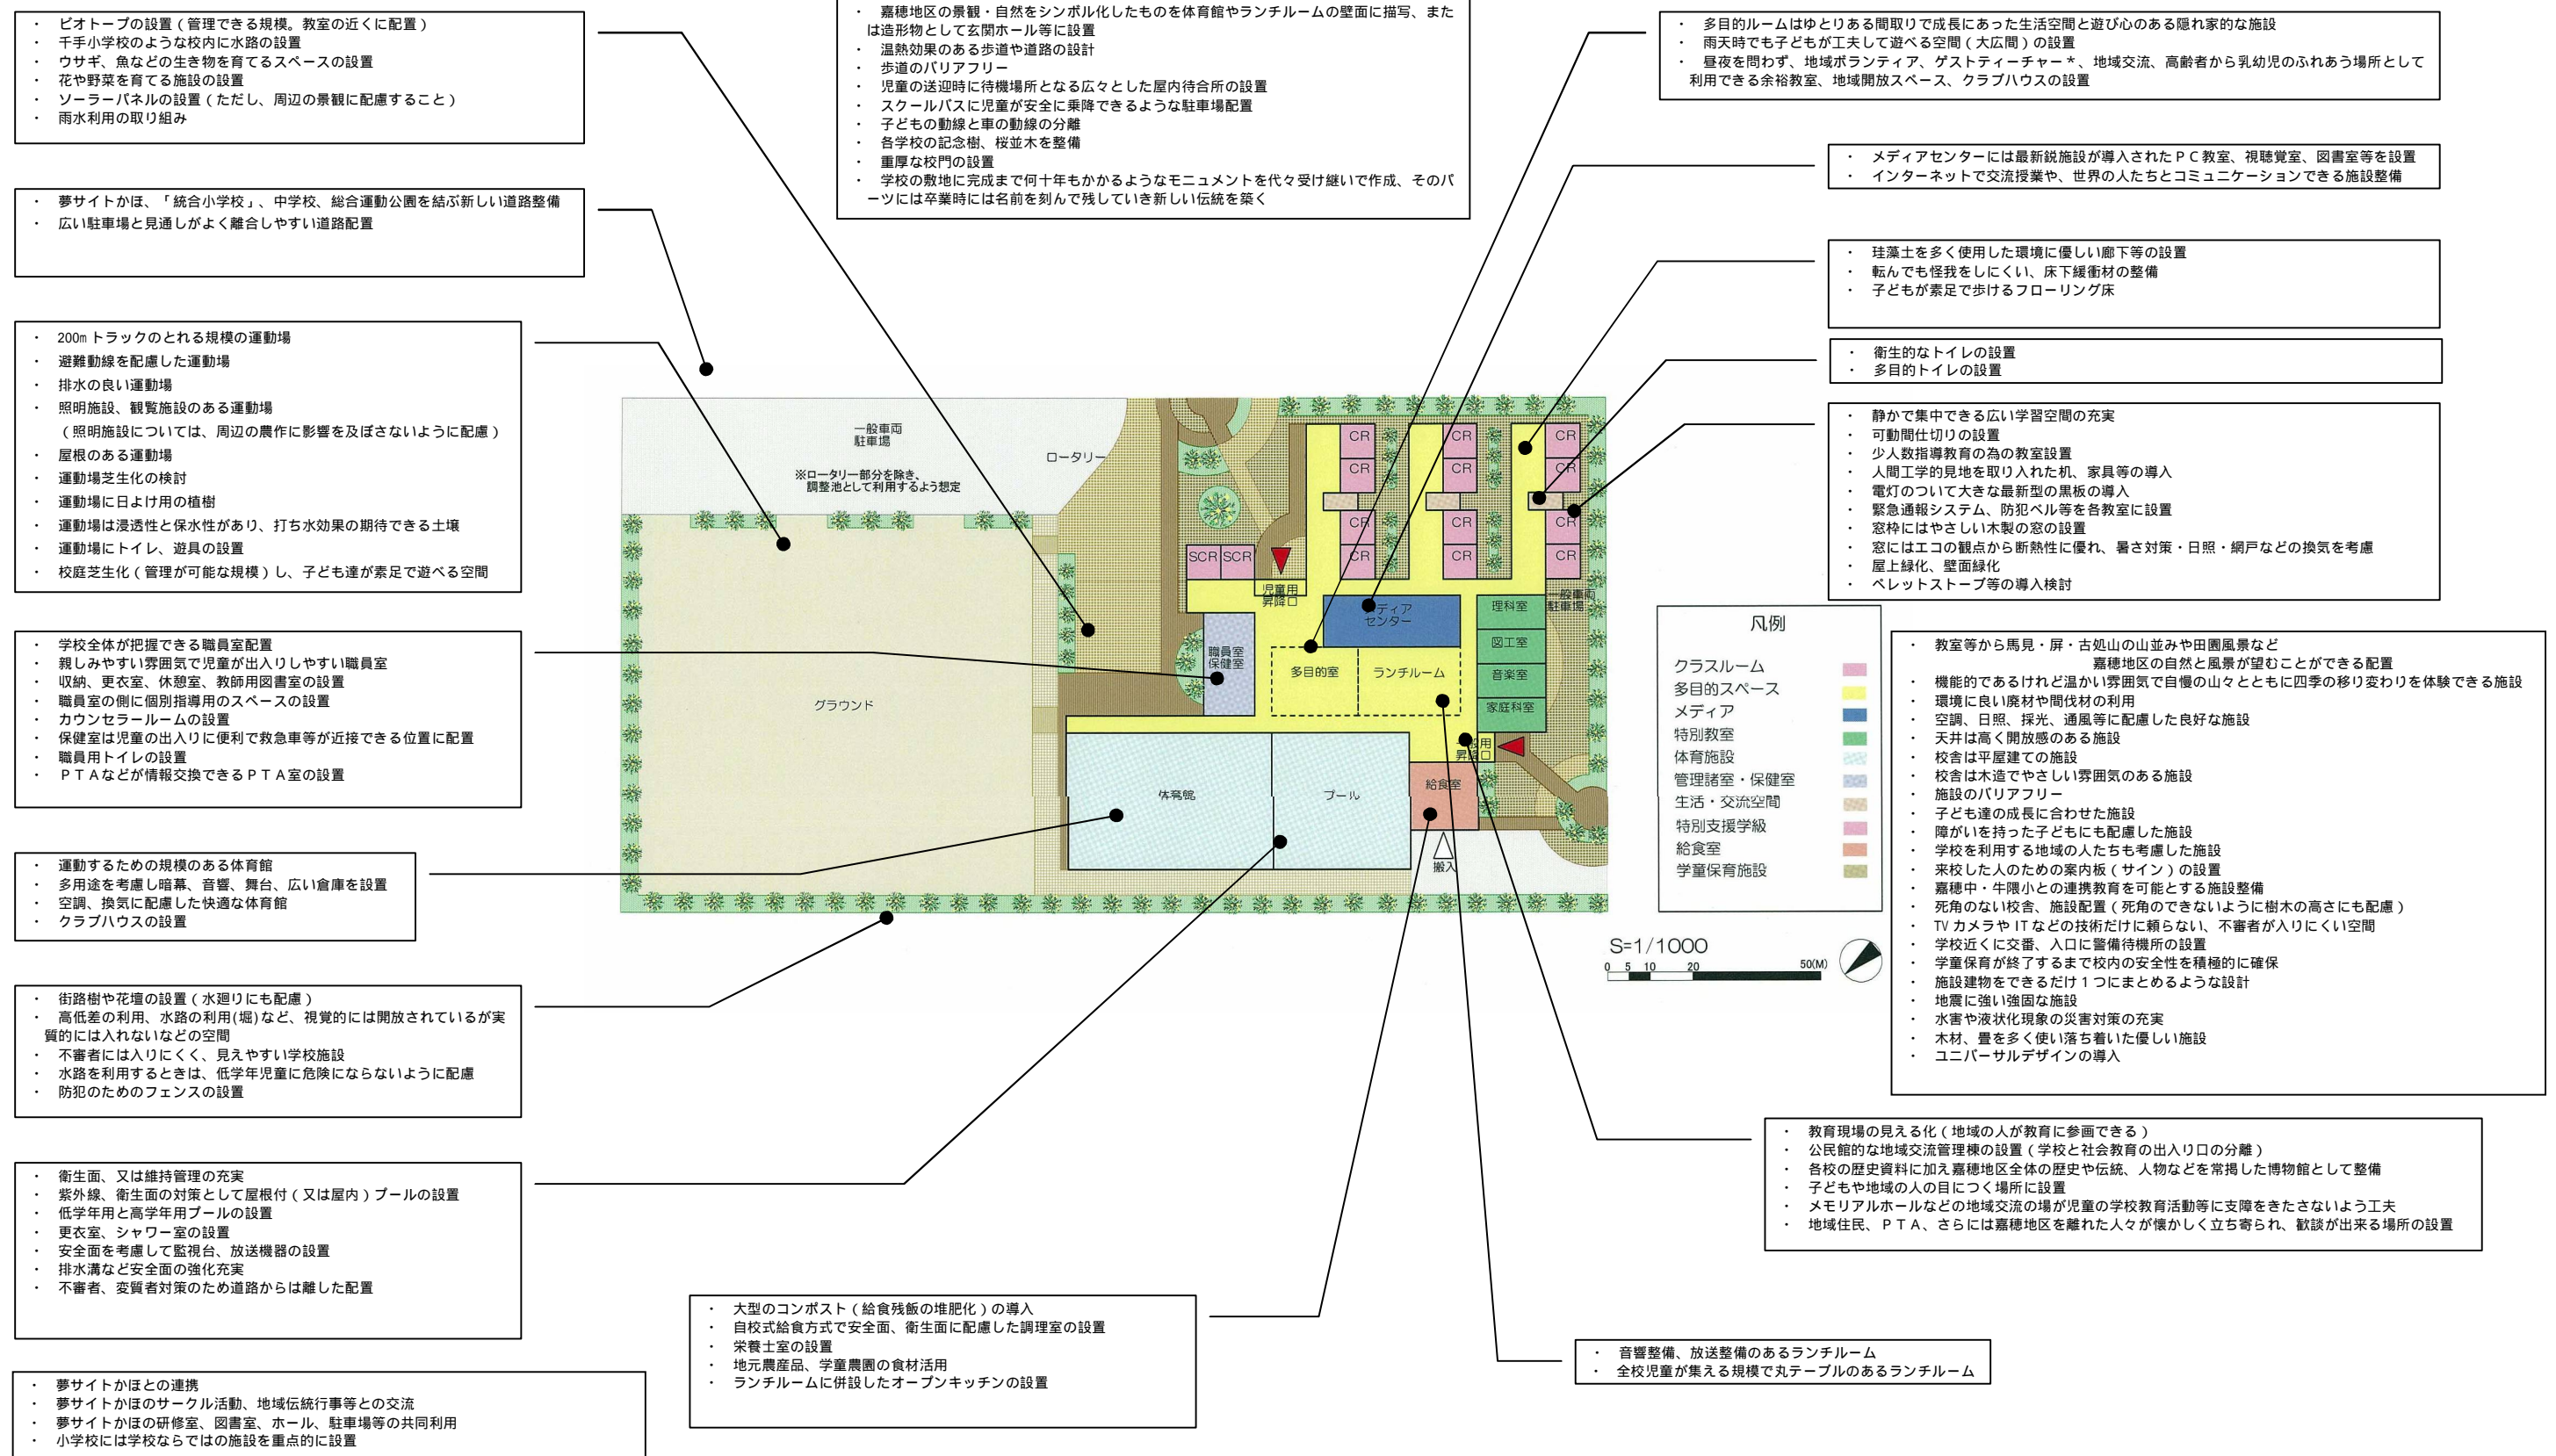 ・ ビオトープの設置（管理できる規模。教室の近くに配置）
・ 千手小学校のような校内に水路の設置
・ ウサギ、魚などの生き物を育てるスペースの設置
・ 花や野菜を育てる施設の設置
・ ソーラーパネルの設置（ただし、周辺の景観に配慮すること）
・ 雨水利用の取り組み
・ 嘉穂地区の景観・自然をシンボル化したものを体育館やランチルームの壁面に描写、また
は造形物として玄関ホール等に設置
・ 温熱効果のある歩道や道路の設計
・ 歩道のバリアフリー
・ 児童の送迎時に待機場所となる広々とした屋内待合所の設置
・ スクールバスに児童が安全に乗降できるような駐車場配置
・ 子どもの動線と車の動線の分離
・ 各学校の記念樹、桜並木を整備
・ 重厚な校門の設置
・ 学校の敷地に完成まで何十年もかかるようなモニュメントを代々受け継いで作成、そのパ
ーツには卒業時には名前を刻んで残していき新しい伝統を築く
・ 多目的ルームはゆとりある間取りで成長にあった生活空間と遊び心のある隠れ家的な施設
・ 雨天時でも子どもが工夫して遊べる空間（大広間）の設置
・ 昼夜を問わず、地域ボランティア、ゲストティーチャー＊、地域交流、高齢者から乳幼児のふれあう場所として
利用できる余裕教室、地域開放スペース、クラブハウスの設置
・ メディアセンターには最新鋭施設が導入されたＰＣ教室、視聴覚室、図書室等を設置
・ インターネットで交流授業や、世界の人たちとコミュニケーションできる施設整備
・ 夢サイトかほ、「統合小学校」、中学校、総合運動公園を結ぶ新しい道路整備
・ 広い駐車場と見通しがよく離合しやすい道路配置
・ 珪藻土を多く使用した環境に優しい廊下等の設置
・ 転んでも怪我をしにくい、床下緩衝材の整備
・ 子どもが素足で歩けるフローリング床
・ 衛生的なトイレの設置
・ 多目的トイレの設置
・ 200mトラックのとれる規模の運動場
・ 避難動線を配慮した運動場
・ 排水の良い運動場
・ 照明施設、観覧施設のある運動場
（照明施設については、周辺の農作に影響を及ぼさないように配慮）
・ 屋根のある運動場
・ 運動場芝生化の検討
・ 運動場に日よけ用の植樹
・ 運動場は浸透性と保水性があり、打ち水効果の期待できる土壌
・ 運動場にトイレ、遊具の設置
・ 校庭芝生化（管理が可能な規模）し、子ども達が素足で遊べる空間
・ 静かで集中できる広い学習空間の充実
・ 可動間仕切りの設置
・ 少人数指導教育の為の教室設置
・ 人間工学的見地を取り入れた机、家具等の導入
・ 電灯のついて大きな最新型の黒板の導入
・ 緊急通報システム、防犯ベル等を各教室に設置
・ 窓枠にはやさしい木製の窓の設置
・ 窓にはエコの観点から断熱性に優れ、暑さ対策・日照・網戸などの換気を考慮
・ 屋上緑化、壁面緑化
・ ペレットストーブ等の導入検討
一般車両
駐車場
※ロータリー部分を除き、
調整池として利用するよう想定
ロータリー
CR CR CR
CR CR CR
CR CR CR
CR CR CR
SCR SCR
児童用
昇降口
メディア
センター
理科室
図工室
音楽室
家庭科室
一般車両
駐車場
職員室
保健室
多目的室
ランチルーム
グラウンド
一般用
昇降口
体育館
プール
給食室
搬入
凡例
クラスルーム
多目的スペース
メディア
特別教室
体育施設
管理諸室・保健室
生活・交流空間
特別支援学級
給食室
学童保育施設
S=1/1000
0 5 10 20 50(M)
・ 学校全体が把握できる職員室配置
・ 親しみやすい雰囲気で児童が出入りしやすい職員室
・ 収納、更衣室、休憩室、教師用図書室の設置
・ 職員室の側に個別指導用のスペースの設置
・ カウンセラールームの設置
・ 保健室は児童の出入りに便利で救急車等が近接できる位置に配置
・ 職員用トイレの設置
・ ＰＴＡなどが情報交換できるＰＴＡ室の設置
・ 教室等から馬見・屏・古処山の山並みや田園風景など
嘉穂地区の自然と風景が望むことができる配置
・ 機能的であるけれど温かい雰囲気で自慢の山々とともに四季の移り変わりを体験できる施設
・ 環境に良い廃材や間伐材の利用
・ 空調、日照、採光、通風等に配慮した良好な施設
・ 天井は高く開放感のある施設
・ 校舎は平屋建ての施設
・ 校舎は木造でやさしい雰囲気のある施設
・ 施設のバリアフリー
・ 子ども達の成長に合わせた施設
・ 障がいを持った子どもにも配慮した施設
・ 学校を利用する地域の人たちも考慮した施設
・ 来校した人のための案内板（サイン）の設置
・ 嘉穂中・牛隈小との連携教育を可能とする施設整備
・ 死角のない校舎、施設配置（死角のできないように樹木の高さにも配慮）
・ TVカメラやITなどの技術だけに頼らない、不審者が入りにくい空間
・ 学校近くに交番、入口に警備待機所の設置
・ 学童保育が終了するまで校内の安全性を積極的に確保
・ 施設建物をできるだけ１つにまとめるような設計
・ 地震に強い強固な施設
・ 水害や液状化現象の災害対策の充実
・ 木材、畳を多く使い落ち着いた優しい施設
・ ユニバーサルデザインの導入
・ 運動するための規模のある体育館
・ 多用途を考慮し暗幕、音響、舞台、広い倉庫を設置
・ 空調、換気に配慮した快適な体育館
・ クラブハウスの設置
・ 街路樹や花壇の設置（水廻りにも配慮）
・ 高低差の利用、水路の利用(堀)など、視覚的には開放されているが実
質的には入れないなどの空間
・ 不審者には入りにくく、見えやすい学校施設
・ 水路を利用するときは、低学年児童に危険にならないように配慮
・ 防犯のためのフェンスの設置
・ 教育現場の見える化（地域の人が教育に参画できる）
・ 公民館的な地域交流管理棟の設置（学校と社会教育の出入り口の分離）
・ 各校の歴史資料に加え嘉穂地区全体の歴史や伝統、人物などを常掲した博物館として整備
・ 子どもや地域の人の目につく場所に設置
・ メモリアルホールなどの地域交流の場が児童の学校教育活動等に支障をきたさないよう工夫
・ 地域住民、ＰＴＡ、さらには嘉穂地区を離れた人々が懐かしく立ち寄られ、歓談が出来る場所の設置
・ 衛生面、又は維持管理の充実
・ 紫外線、衛生面の対策として屋根付（又は屋内）プールの設置
・ 低学年用と高学年用プールの設置
・ 更衣室、シャワー室の設置
・ 安全面を考慮して監視台、放送機器の設置
・ 排水溝など安全面の強化充実
・ 不審者、変質者対策のため道路からは離した配置
・ 大型のコンポスト（給食残飯の堆肥化）の導入
・ 自校式給食方式で安全面、衛生面に配慮した調理室の設置
・ 栄養士室の設置
・ 地元農産品、学童農園の食材活用
・ ランチルームに併設したオープンキッチンの設置
・ 音響整備、放送整備のあるランチルーム
・ 全校児童が集える規模で丸テーブルのあるランチルーム
・ 夢サイトかほとの連携
・ 夢サイトかほのサークル活動、地域伝統行事等との交流
・ 夢サイトかほの研修室、図書室、ホール、駐車場等の共同利用
・ 小学校には学校ならではの施設を重点的に設置